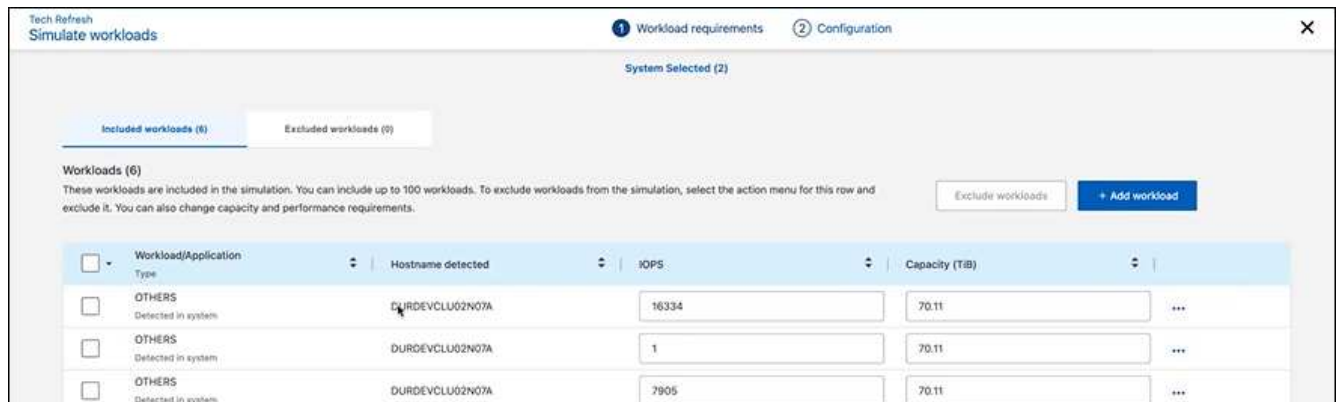 Tech Refresh
Simulate workloads
1 Workload requirements 2 Configuration
System Selected (2)
Included workloads (6) Excluded workloads (0)
Workloads (6)
These workloads are included in the simulation. You can include up to 100 workloads. To exclude workloads from the simulation, select the action menu for this row and
exclude it. You can also change capacity and performance requirements.
Exclude workloads + Add workload
Workload/Application Hostname detected IOPS Capacity (TiB)
Type
OTHERS
Detected in system
DURDEVCLU02N07A 16334 70.11 ...
OTHERS
Detected in system
DURDEVCLU02N07A 1 70.11 ...
OTHERS
Detected in system
DURDEVCLU02N07A 7905 70.11 ...